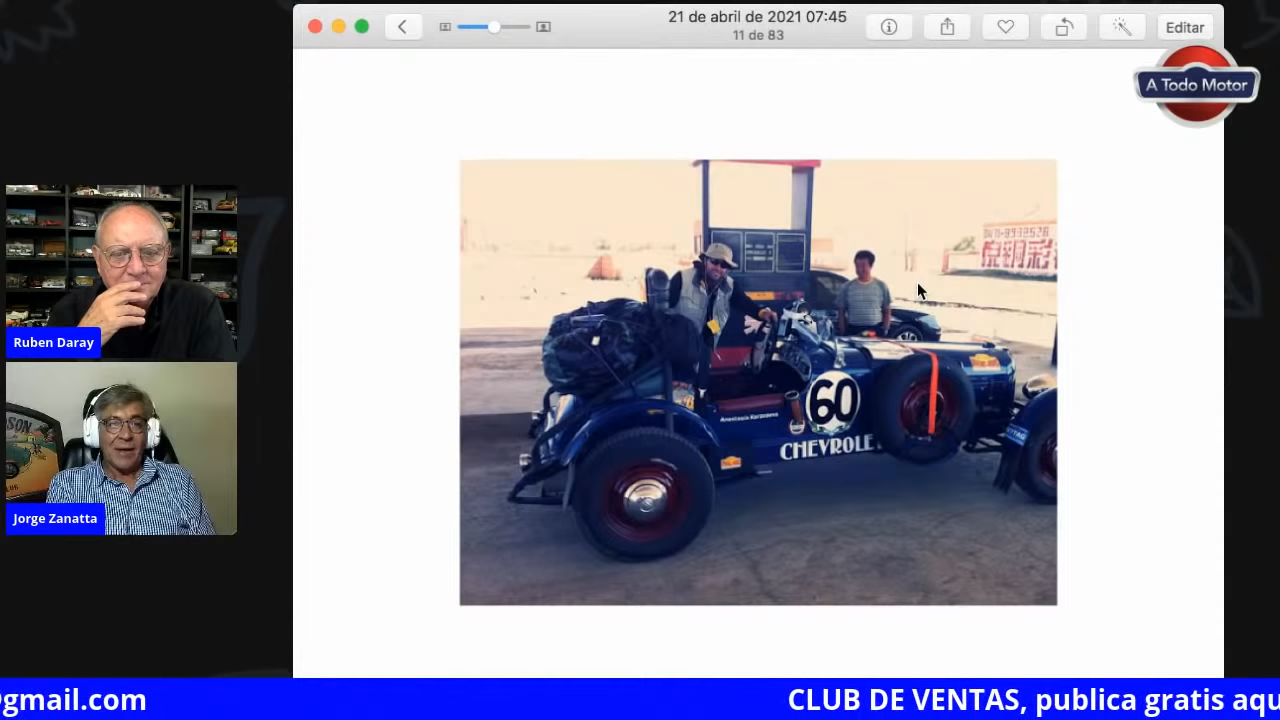 21 de abril de 2021 07:45
11 de 83
Editar
A Todo Motor
60
CHEVROLE
Ruben Daray
Jorge Zanatta
@gmail.com
CLUB DE VENTAS, publica gratis aqu